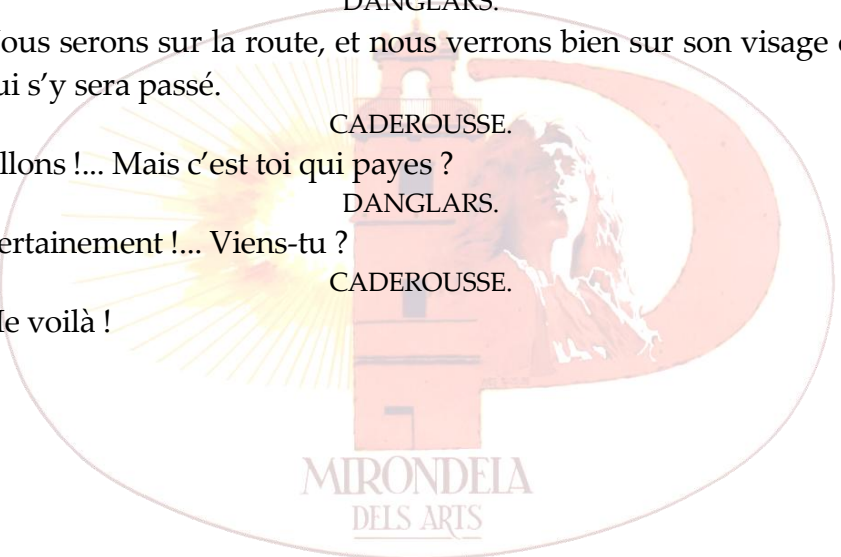 DANGLARS.
ous serons sur la route, et nous verrons bien sur son visage
ui s'y sera passé.
CADEROUSSE.
llons !... Mais c'est toi qui payes ?
DANGLARS.
ertainement !... Viens-tu ?
CADEROUSSE.
e voilà !
MIRONDELA
DELS ARTS